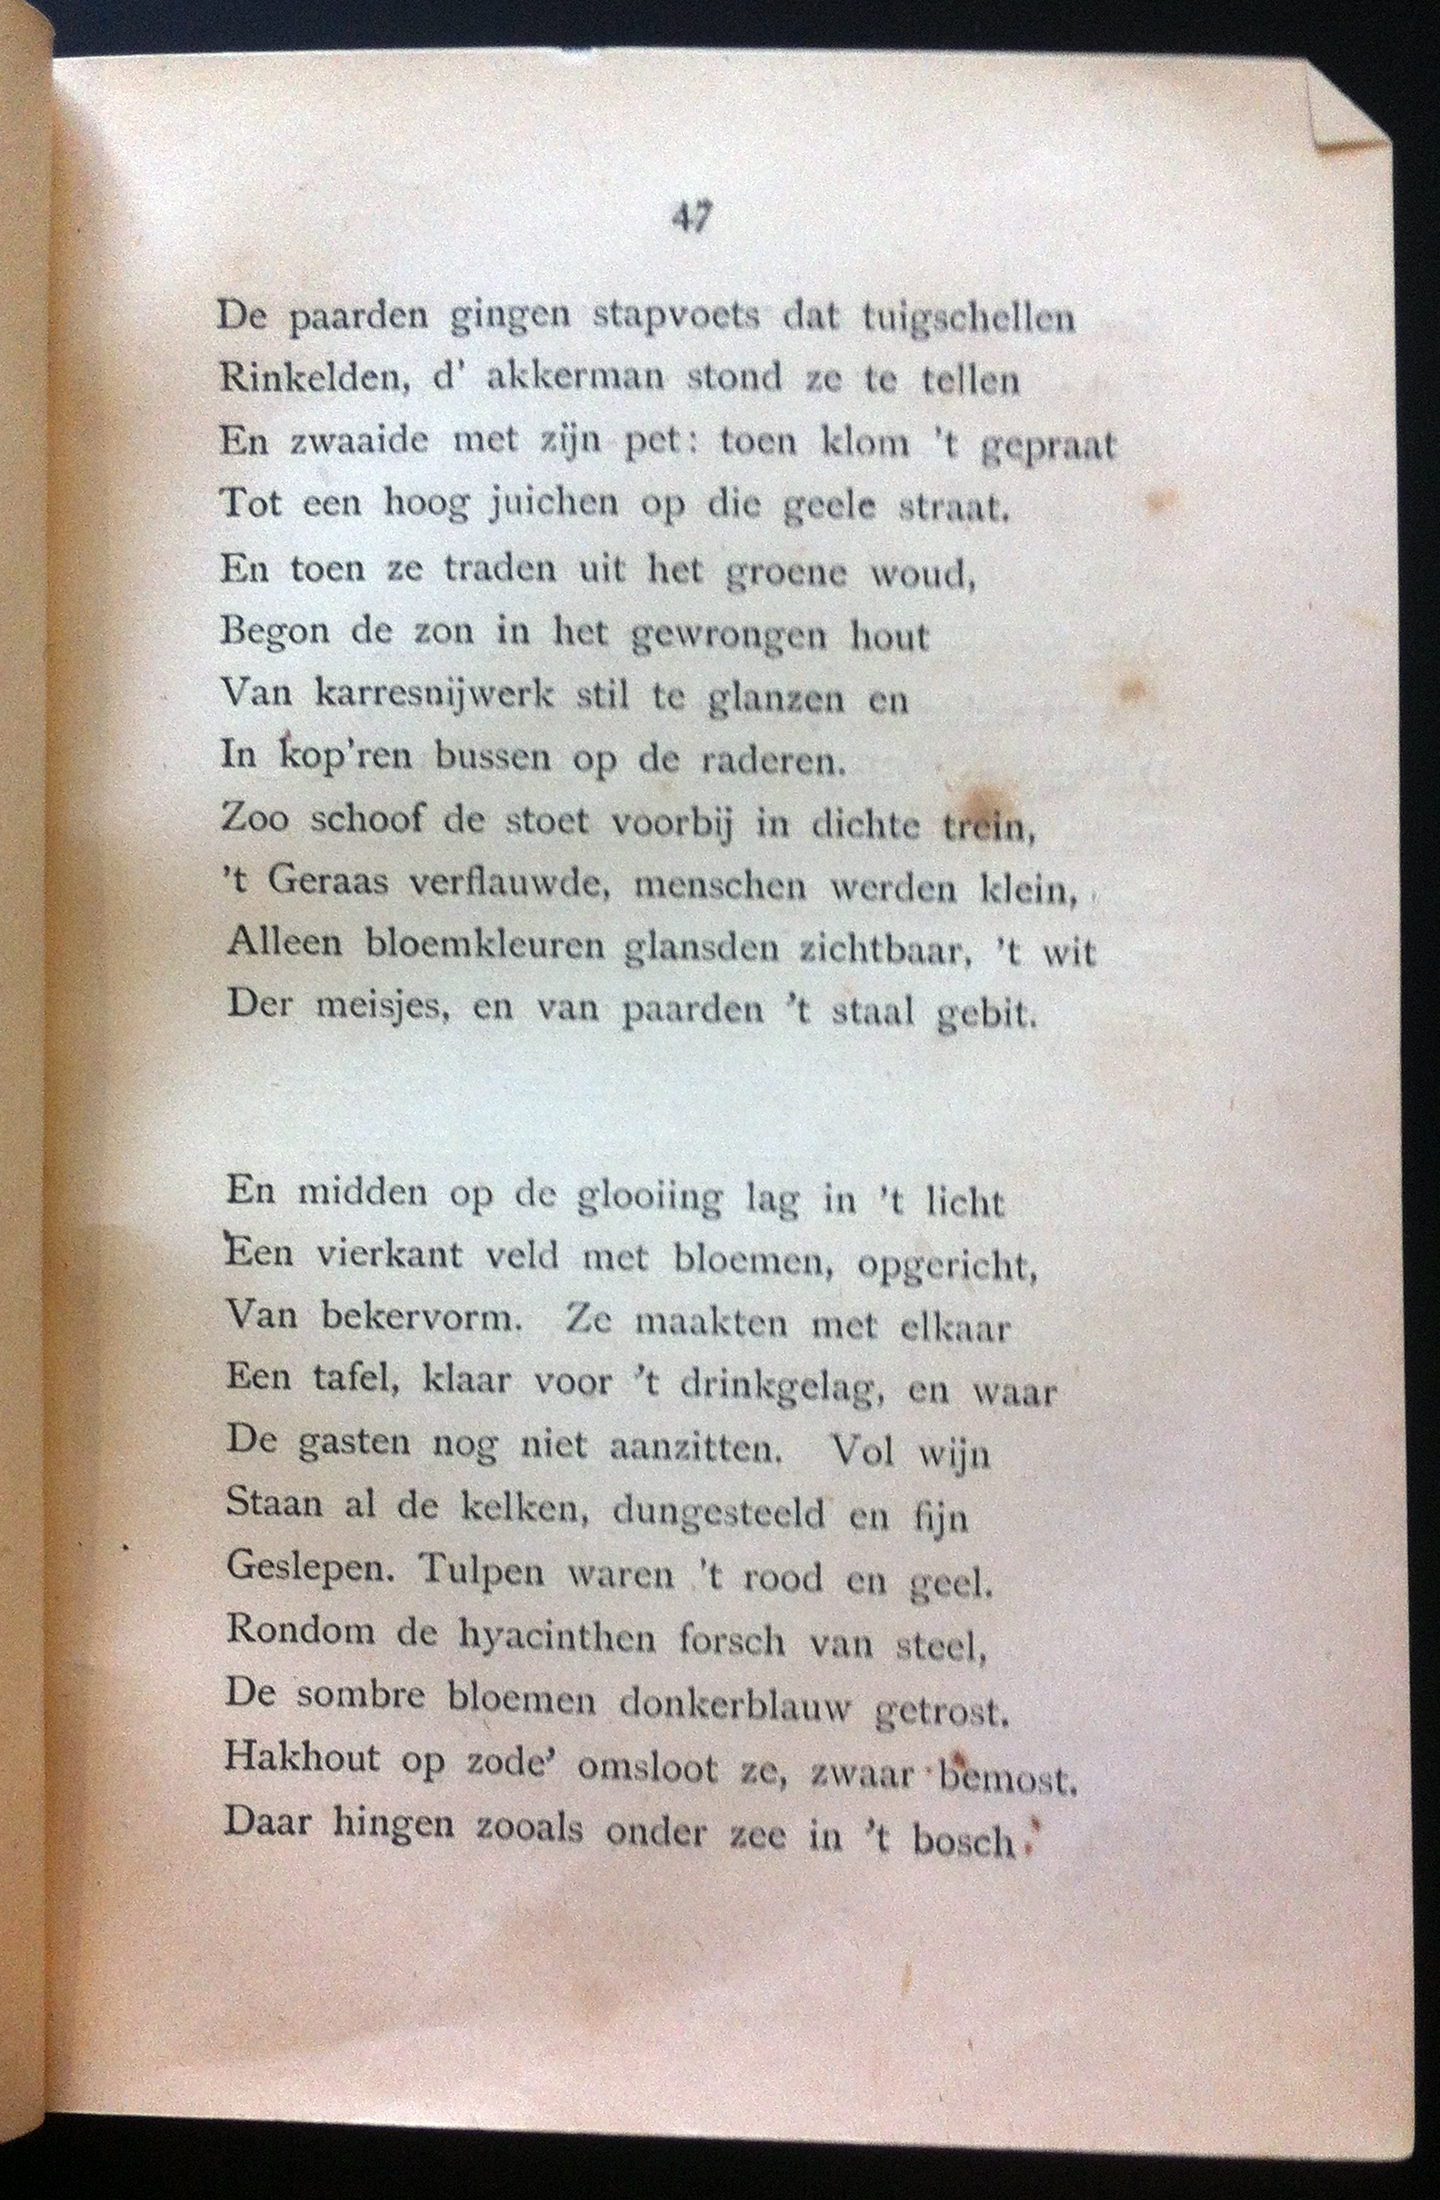 47
De paarden gingen stapvoets dat tuigschellen
Rinkelden, d' akkerman stond ze te tellen
En zwaaide met zijn pet: toen klom 't gepraat
Tot een hoog juichen op die geele straat.
En toen ze traden uit het groene woud,
Begon de zon in het gewrongen hout
Van karresnijwerk stil te glanzen en
In kop'ren bussen op de raderen.
Zoo schoof de stoet voorbij in dichte trein,
't Geraas verflauwde, menschen werden klein,
Alleen bloemkleuren glansden zichtbaar, 't wit
Der meisjes, en van paarden 't staal gebit.
En midden op de glooiing lag in 't licht
Een vierkant veld met bloemen, opgericht,
Van bekervorm. Ze maakten met elkaar
Een tafel, klaar voor 't drinkgelag, en waar
De gasten nog niet aanzitten. Vol wijn
Staan al de kelken, dungesteeld en fijn
Geslepen. Tulpen waren 't rood en geel.
Rondom de hyacinthen forsch van steel,
De sombre bloemen donkerblauw getrost.
Hakhout op zode' omsloot ze, zwaar bemost.
Daar hingen zooals onder zee in 't bosch